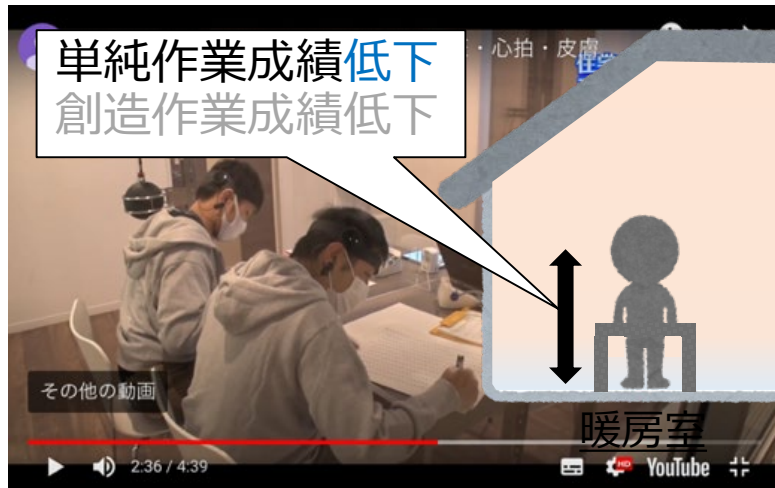 単純作業成績低下
創造作業成績低下
・心拍・皮膚
その他の動画
暖房室
2:36 / 4:39
HD
YouTube